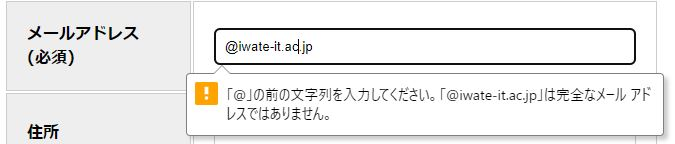 メールアドレス
(必須)
@iwate-it.ac.jp
「@」の前の文字列を入力してください。「@iwate-it.ac.jp」は完全なメール アド
レスではありません。
住所